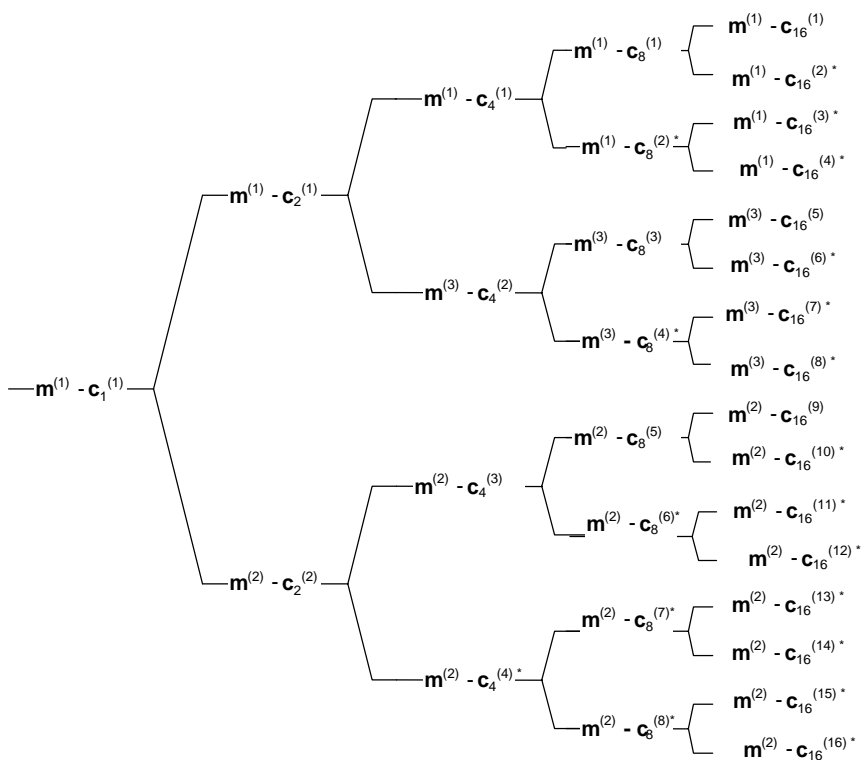 m(1) - c1(1)
m(1) - c2(1)
m(2) - c2(2)
m(1) - c4(1)
m(3) - c4(2)
m(2) - c4(3)
m(2) - c4(4) *
m(1) - c8(1)
m(1) - c8(2) *
m(3) - c8(3)
m(3) - c8(4) *
m(2) - c8(5)
m(2) - c8(6)*
m(2) - c8(7)*
m(2) - c8(8)*
m(1) - c16(1)
m(1) - c16(2) *
m(1) - c16(3) *
m(1) - c16(4) *
m(3) - c16(5)
m(3) - c16(6) *
m(3) - c16(7) *
m(3) - c16(8) *
m(2) - c16(9)
m(2) - c16(10) *
m(2) - c16(11) *
m(2) - c16(12) *
m(2) - c16(13) *
m(2) - c16(14) *
m(2) - c16(15) *
m(2) - c16(16) *